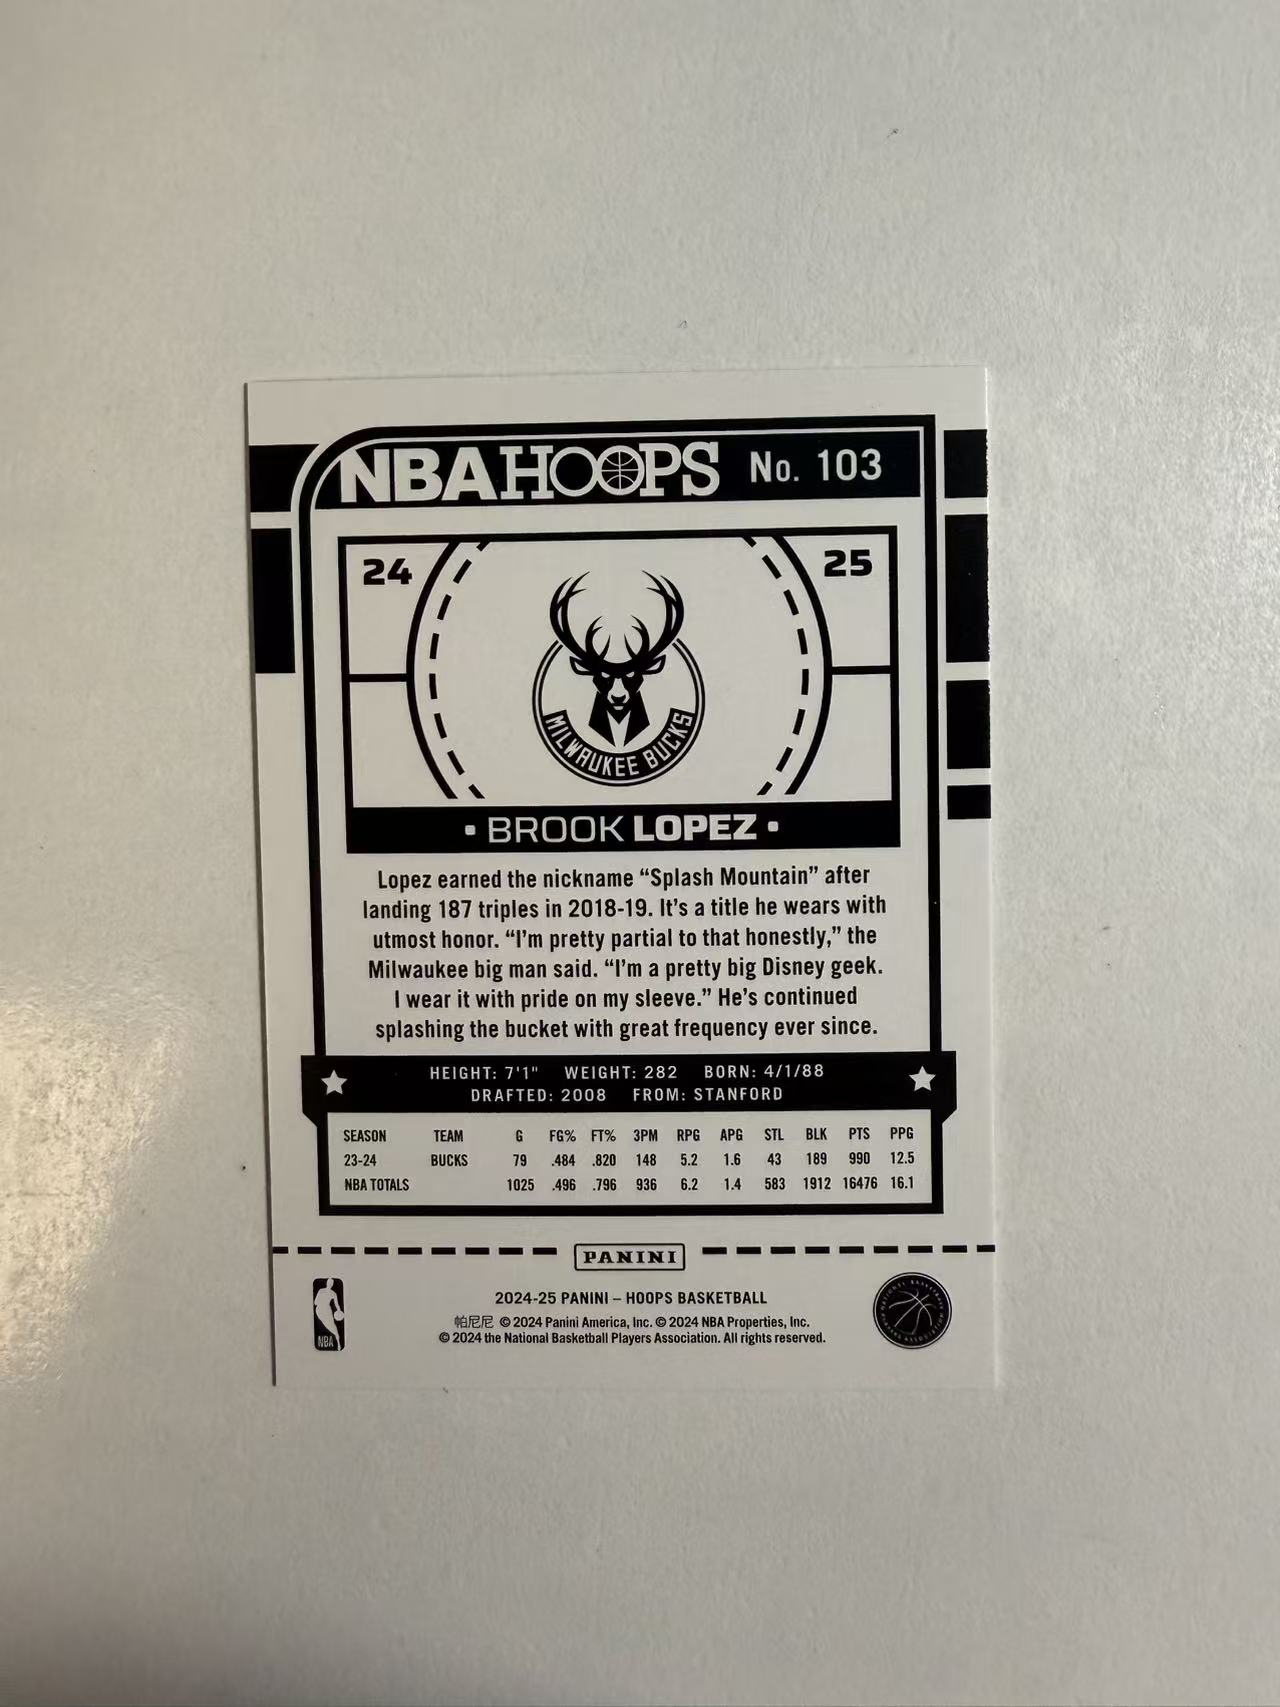 NBA HOOPS No. 103
24 25
MILWAUKEE BUCKS
BROOK LOPEZ
Lopez earned the nickname “Splash Mountain” after
landing 187 triples in 2018-19. It’s a title he wears with
utmost honor. “I’m pretty partial to that honestly,” the
Milwaukee big man said. “I’m a pretty big Disney geek.
I wear it with pride on my sleeve.” He’s continued
splashing the bucket with great frequency ever since.
HEIGHT: 7'1" WEIGHT: 282 BORN: 4/1/88
DRAFTED: 2008 FROM: STANFORD
SEASON TEAM G FG% FT% 3PM RPG APG STL BLK PTS PPG
23-24 BUCKS 79 .484 .820 148 5.2 1.6 43 189 990 12.5
NBA TOTALS 1025 .496 .796 936 6.2 1.4 583 1912 16476 16.1
PANINI
2024-25 PANINI – HOOPS BASKETBALL
帕尼尼 © 2024 Panini America, Inc. © 2024 NBA Properties, Inc.
© 2024 the National Basketball Players Association. All rights reserved.
NBA
NATIONAL BASKETBALL PLAYERS ASSOCIATION